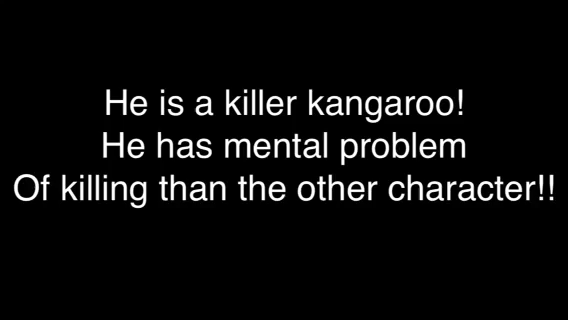 He is a killer kangaroo!
He has mental problem
Of killing than the other character!!